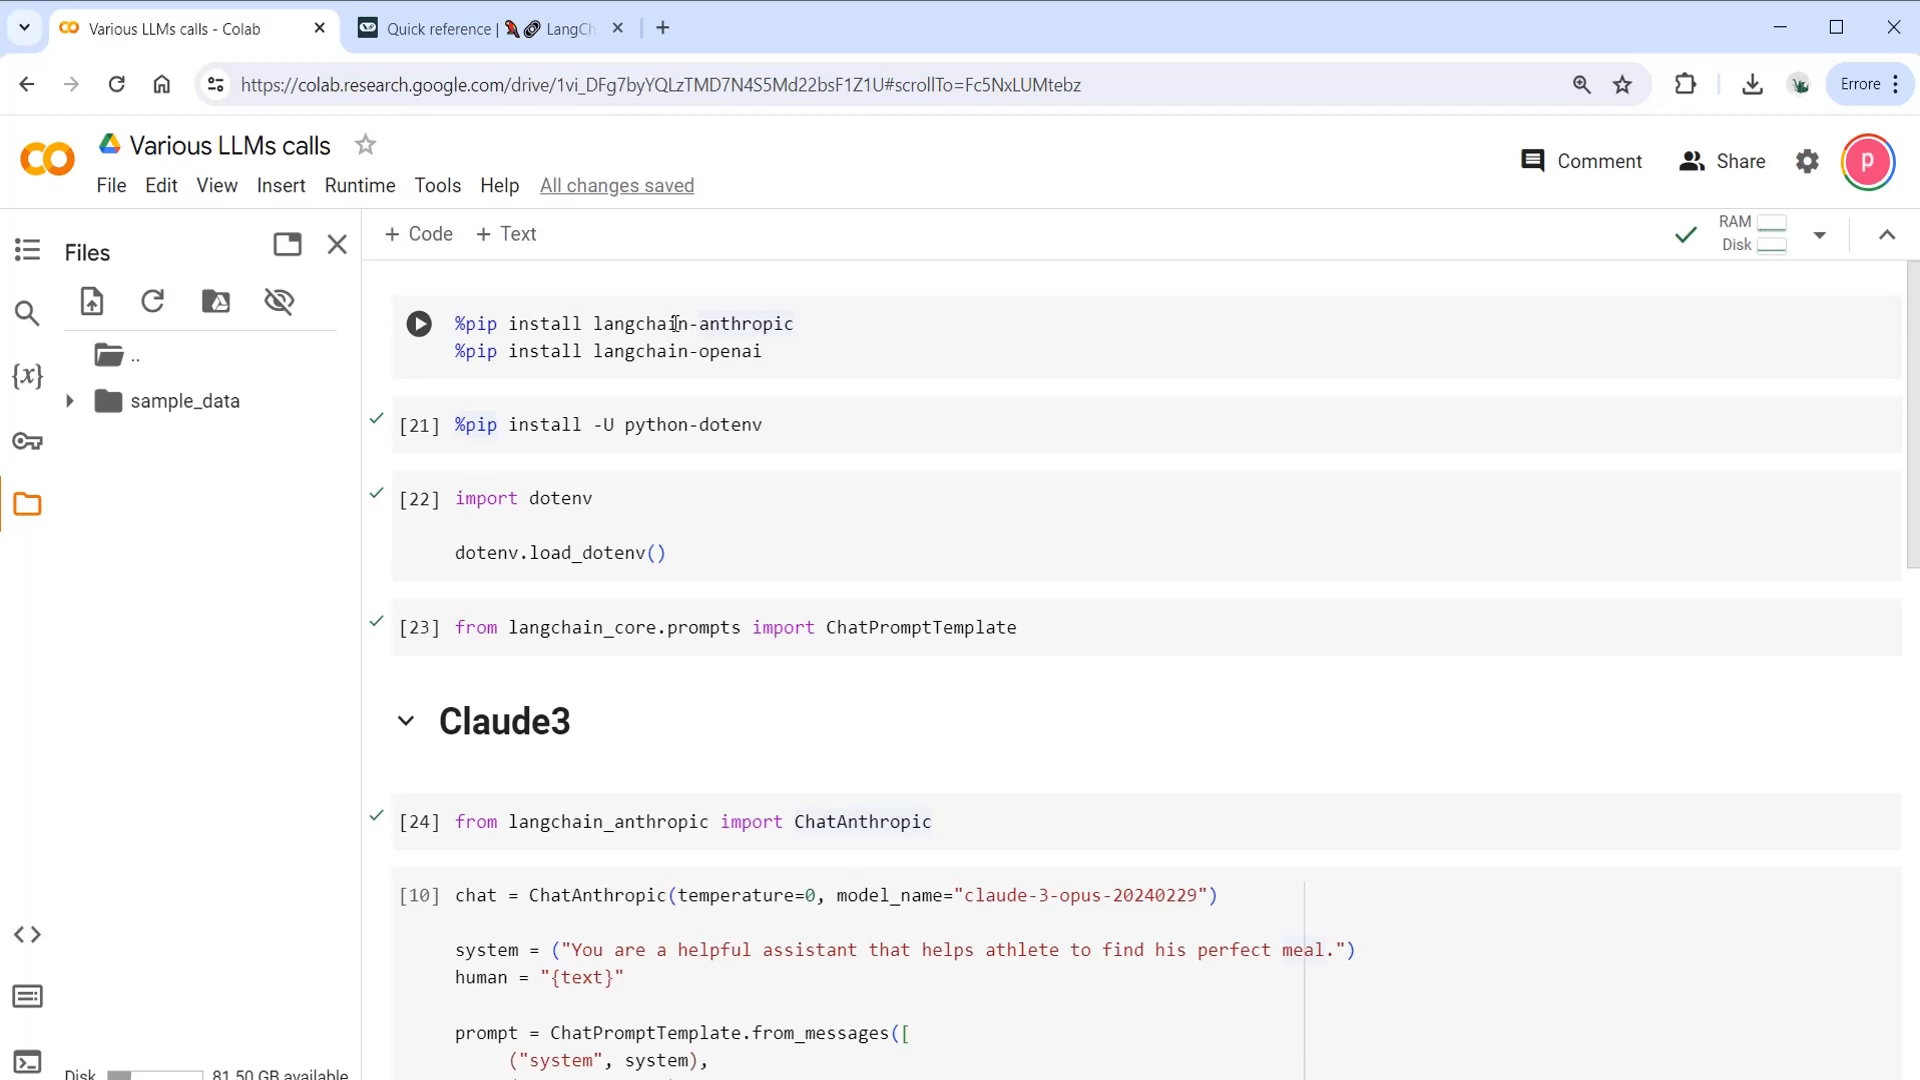 Various LLMs calls - Colab
Quick reference | LangCh
https://colab.research.google.com/drive/1vi_DFg7byYQLzTMD7N4S5Md22bsF1Z1U#scrollTo=Fc5NxLUMtebz
Errore
Various LLMs calls
Comment
Share
P
File Edit View Insert Runtime Tools Help All changes saved
Files
+ Code + Text
RAM
Disk
..
sample_data
{x}
%pip install langchain-anthropic
%pip install langchain-openai
[21] %pip install -U python-dotenv
[22] import dotenv
dotenv.load_dotenv()
[23] from langchain_core.prompts import ChatPromptTemplate
Claude3
[24] from langchain_anthropic import ChatAnthropic
[10] chat = ChatAnthropic(temperature=0, model_name="claude-3-opus-20240229")
system = ("You are a helpful assistant that helps athlete to find his perfect meal.")
human = "{text}"
prompt = ChatPromptTemplate.from_messages([
("system", system),
Disk 81.50 GB available